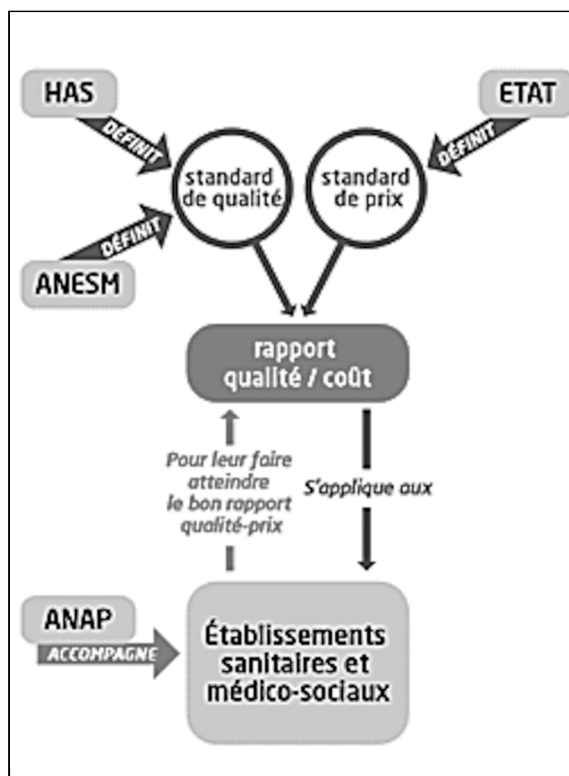 HAS
ETAT
DÉFINIT
DÉFINIT
standard
de qualité
standard
de prix
DÉFINIT
ANESM
rapport
qualité / coût
Pour leur faire
atteindre
le bon rapport
qualité-prix
S'applique aux
ANAP
ACCOMPAGNE
Établissements
sanitaires et
médico-sociaux